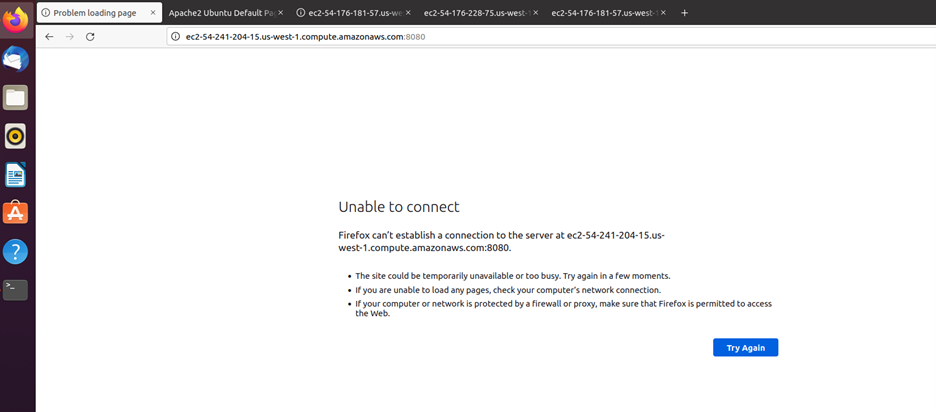 Problem loading page
Apache2 Ubuntu Default Pa
ec2-54-176-181-57.us-we
ec2-54-176-228-75.us-west-1
ec2-54-176-181-57.us-west-1
ec2-54-241-204-15.us-west-1.compute.amazonaws.com:8080
Unable to connect
Firefox can't establish a connection to the server at ec2-54-241-204-15.us-
west-1.compute.amazonaws.com:8080.
• The site could be temporarily unavailable or too busy. Try again in a few moments.
• If you are unable to load any pages, check your computer's network connection.
• If your computer or network is protected by a firewall or proxy, make sure that Firefox is permitted to access
the Web.
Try Again